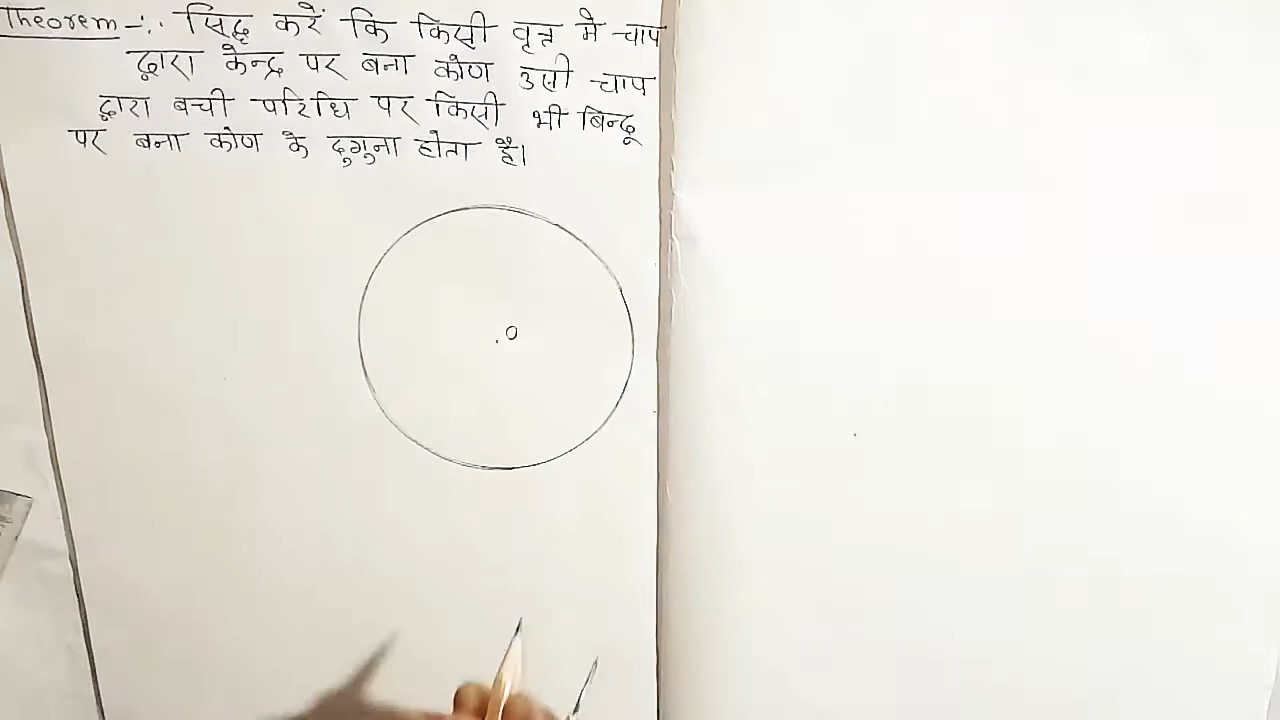 Theorem -:. सिद्ध करें कि किसी वृत्त मे चाप
द्वारा केन्द्र पर बना कोण उसी चाप
द्वारा बची परिधि पर किसी भी बिन्दू
पर बना कोण के दुगुना होता है।
.O